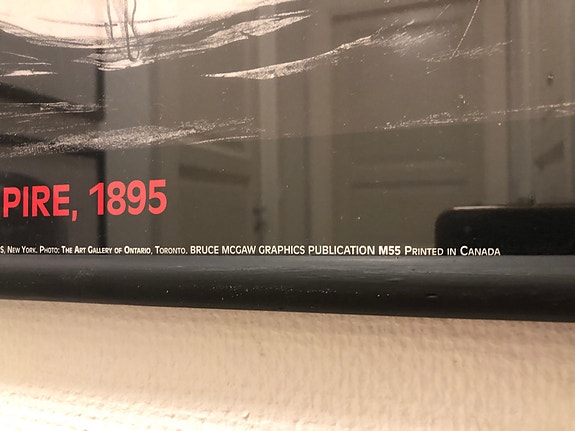 PIRE, 1895
S, NEW YORK. PHOTO: THE ART GALLERY OF ONTARIO, TORONTO. BRUCE MCGAW GRAPHICS PUBLICATION M55 PRINTED IN CANADA